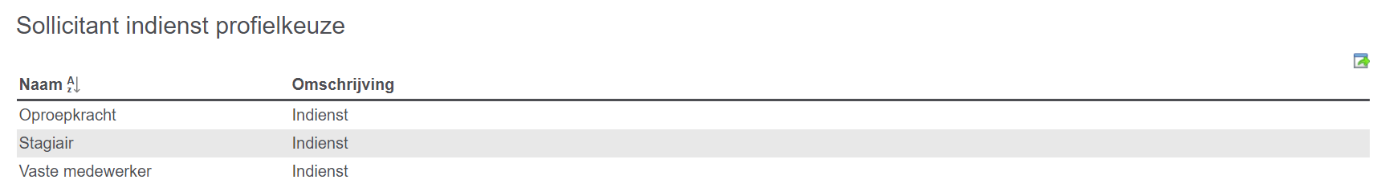 Sollicitant indienst profielkeuze
Naam Omschrijving
Oproepkracht Indienst
Stagiair Indienst
Vaste medewerker Indienst